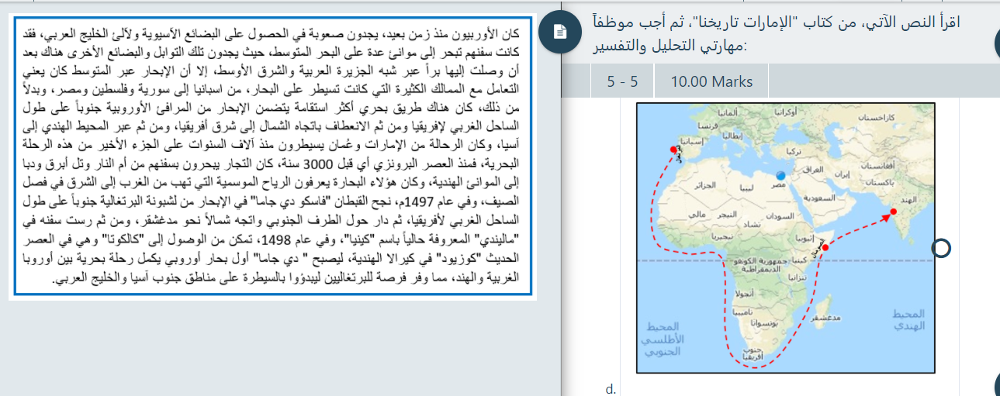 اقرأ النص الآتي، من كتاب "الإمارات تاريخنا"، ثم أجب موظفاً
مهارتي التحليل والتفسير:
5 - 5
10.00 Marks
كان الأوربيون منذ زمن بعيد، يجدون صعوبة في الحصول على البضائع الآسيوية ولآلئ الخليج العربي، فقد
كانت سفنهم تبحر إلى موانئ عدة على البحر المتوسط، حيث يجدون تلك التوابل والبضائع الأخرى هناك بعد
أن وصلت إليها براً عبر شبه الجزيرة العربية والشرق الأوسط، إلا أن الإبحار عبر المتوسط كان يعني
التعامل مع الممالك الكثيرة التي كانت تسيطر على البحار، من اسبانيا إلى سورية وفلسطين ومصر، وبدلاً
من ذلك، كان هناك طريق بحري أكثر استقامة يتضمن الإبحار من المرافئ الأوروبية جنوباً على طول
الساحل الغربي لإفريقيا ومن ثم الانعطاف باتجاه الشمال إلى شرق أفريقيا، ومن ثم عبر المحيط الهندي إلى
آسيا، وكان الرحالة من الإمارات وعُمان يسيطرون منذ آلاف السنوات على الجزء الأخير من هذه الرحلة
البحرية، فمنذ العصر البرونزي أي قبل 3000 سنة، كان التجار يبحرون بسفنهم من أم النار وتل أبرق ودبا
إلى الموانئ الهندية، وكان هؤلاء البحارة يعرفون الرياح الموسمية التي تهب من الغرب إلى الشرق في فصل
الصيف، وفي عام 1497م، نجح القبطان "فاسكو دي جاما" في الإبحار من لشبونة البرتغالية جنوباً على طول
الساحل الغربي لأفريقيا، ثم دار حول الطرف الجنوبي واتجه شمالاً نحو مدغشقر، ومن ثم رست سفنه في
"ماليندي" المعروفة حالياً باسم "كينيا"، وفي عام 1498، تمكن من الوصول إلى "كالكوتا" وهي في العصر
الحديث "كوزيود" في كيرالا الهندية، ليصبح " دي جاما" أول بحار أوروبي يكمل رحلة بحرية بين أوروبا
الغربية والهند، مما وفر فرصة للبرتغاليين ليبدؤوا بالسيطرة على مناطق جنوب آسيا والخليج العربي.
ألمانيا
أوكرانيا
كازاخستان
فرنسا
إيطاليا
إسبانيا
البرتغال
تركيا
أفغانستان
إيران
العراق
باكستان
الجزائر
ليبيا
مصر
السعودية
الهند
مالي
النيجر
تشاد
السودان
نيجيريا
إثيوبيا
الصومال
جمهورية الكونغو
الديمقراطية
كينيا
تنزانيا
أنجولا
ناميبيا
بوتسوانا
مدغشقر
جنوب
أفريقيا
المحيط
الأطلسي
الجنوبي
المحيط
الهندي
d.